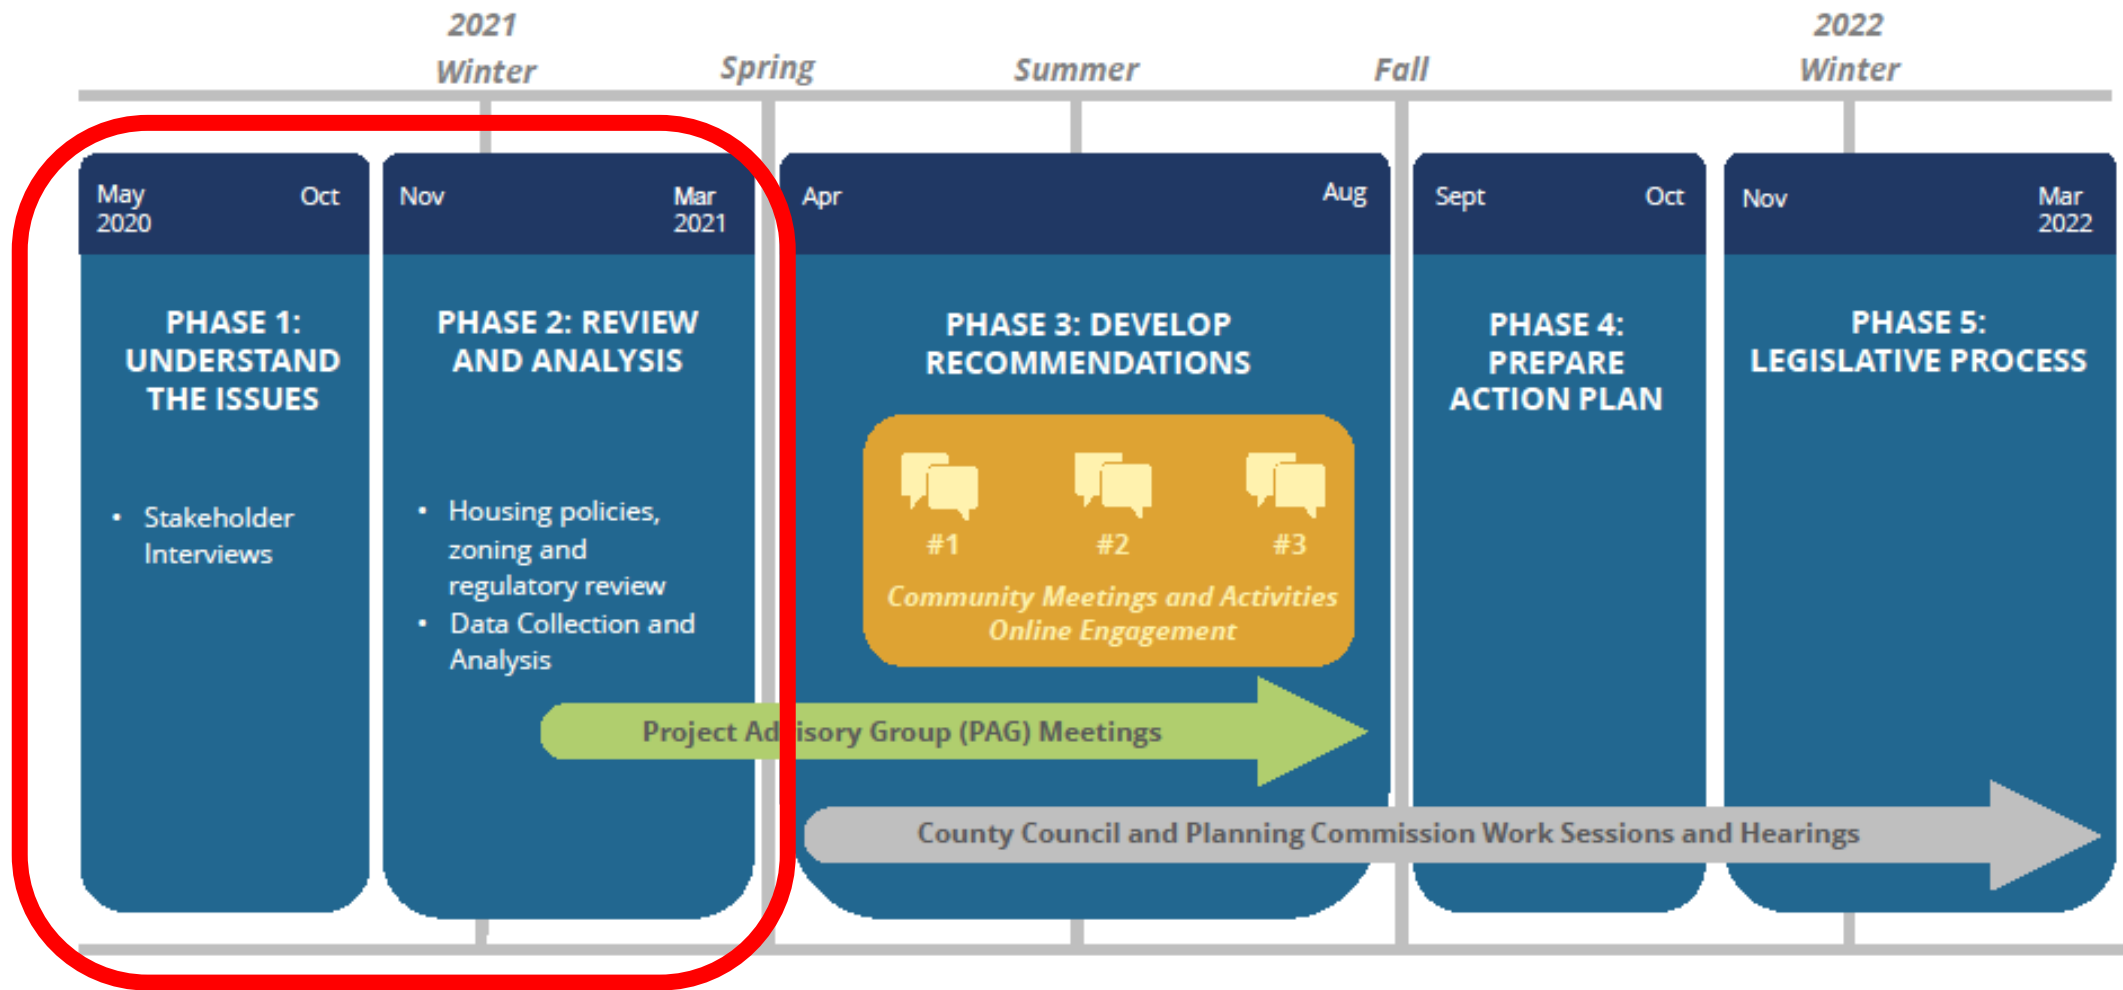 2021
Winter
Spring
Summer
Fall
2022
Winter
May
2020
Oct
Nov
Mar
2021
Apr
Aug
Sept
Oct
Nov
Mar
2022
PHASE 1:
UNDERSTAND
THE ISSUES
• Stakeholder
Interviews
PHASE 2: REVIEW
AND ANALYSIS
• Housing policies,
zoning and
regulatory review
• Data Collection and
Analysis
PHASE 3: DEVELOP
RECOMMENDATIONS
#1
#2
#3
Community Meetings and Activities
Online Engagement
PHASE 4:
PREPARE
ACTION PLAN
PHASE 5:
LEGISLATIVE PROCESS
Project Advisory Group (PAG) Meetings
County Council and Planning Commission Work Sessions and Hearings